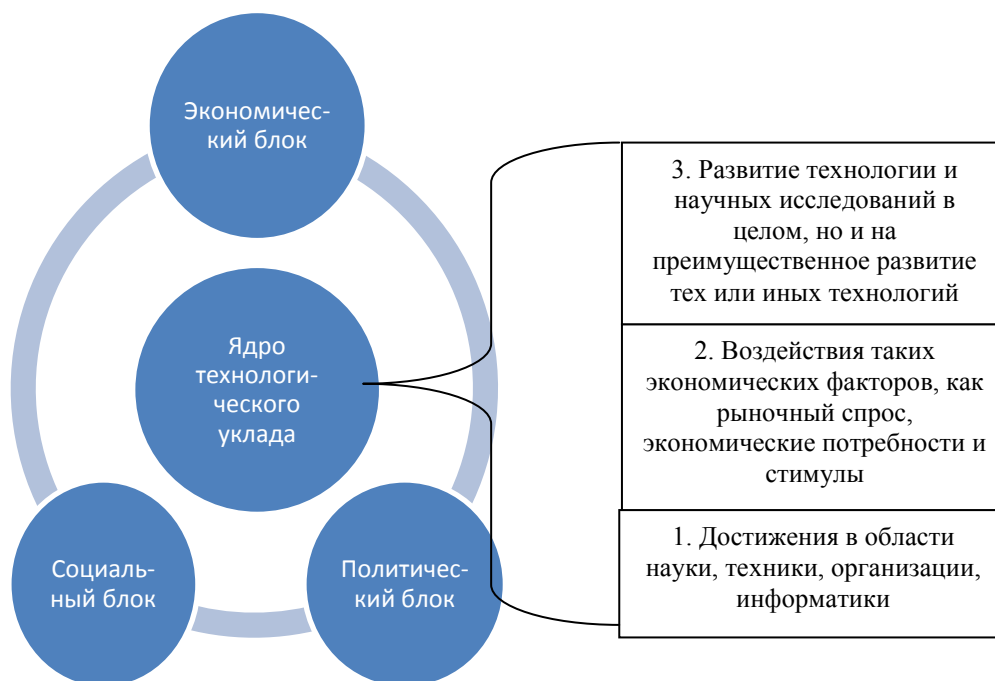 Экономичес-
кий блок
Ядро
технологи-
ческого
уклада
Социаль-
ный блок
Политичес-
кий блок
3. Развитие технологии и
научных исследований в
целом, но и на
преимущественное развитие
тех или иных технологий
2. Воздействия таких
экономических факторов, как
рыночный спрос,
экономические потребности и
стимулы
1. Достижения в области
науки, техники, организации,
информатики